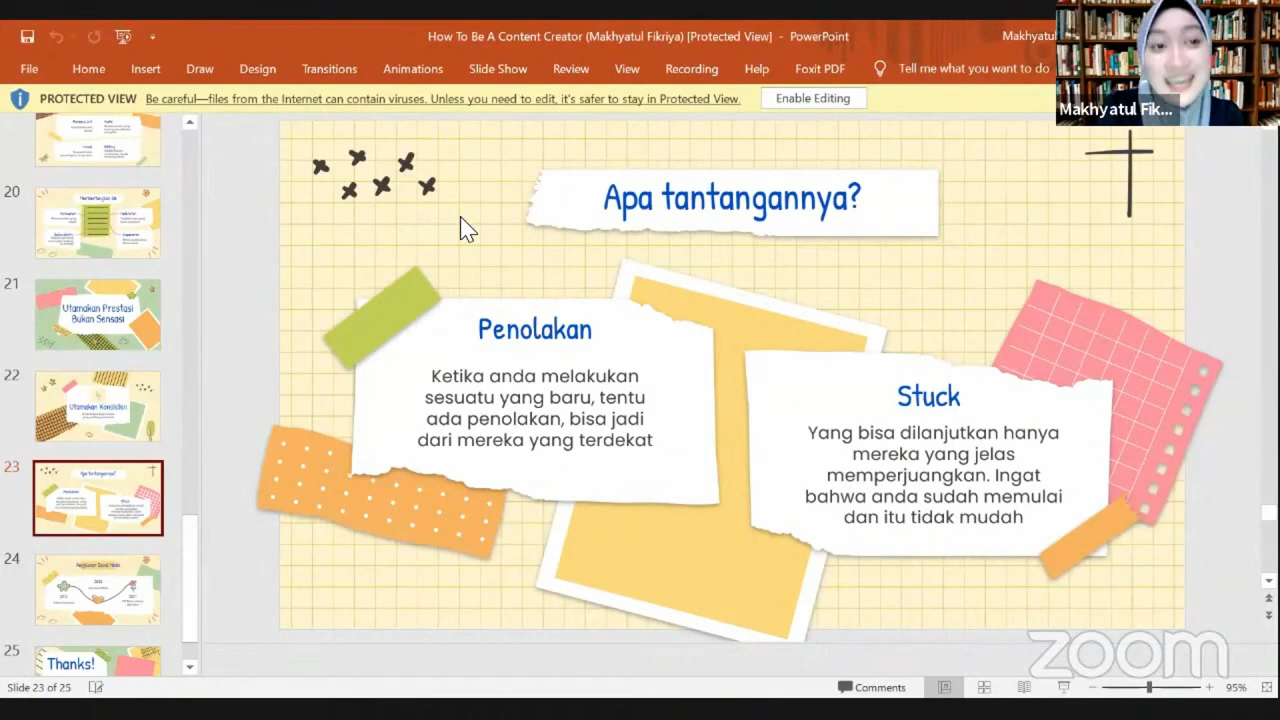 How To Be A Content Creator (Makhyatul Fikriya) [Protected View] - PowerPoint
Makhyatul
File Home Insert Draw Design Transitions Animations Slide Show Review View Recording Help Foxit PDF Tell me what you want to do
PROTECTED VIEW Be careful—files from the Internet can contain viruses. Unless you need to edit, it's safer to stay in Protected View. Enable Editing
Makhyatul Fik...
20
21
Utamakan Prestasi
Bukan Sensasi
22
Utamakan Konsisten
23
Apa tantangannya?
24
25
Thanks!
Apa tantangannya?
Penolakan
Ketika anda melakukan
sesuatu yang baru, tentu
ada penolakan, bisa jadi
dari mereka yang terdekat
Stuck
Yang bisa dilanjutkan hanya
mereka yang jelas
memperjuangkan. Ingat
bahwa anda sudah memulai
dan itu tidak mudah
zoom
Slide 23 of 25
Comments
95%